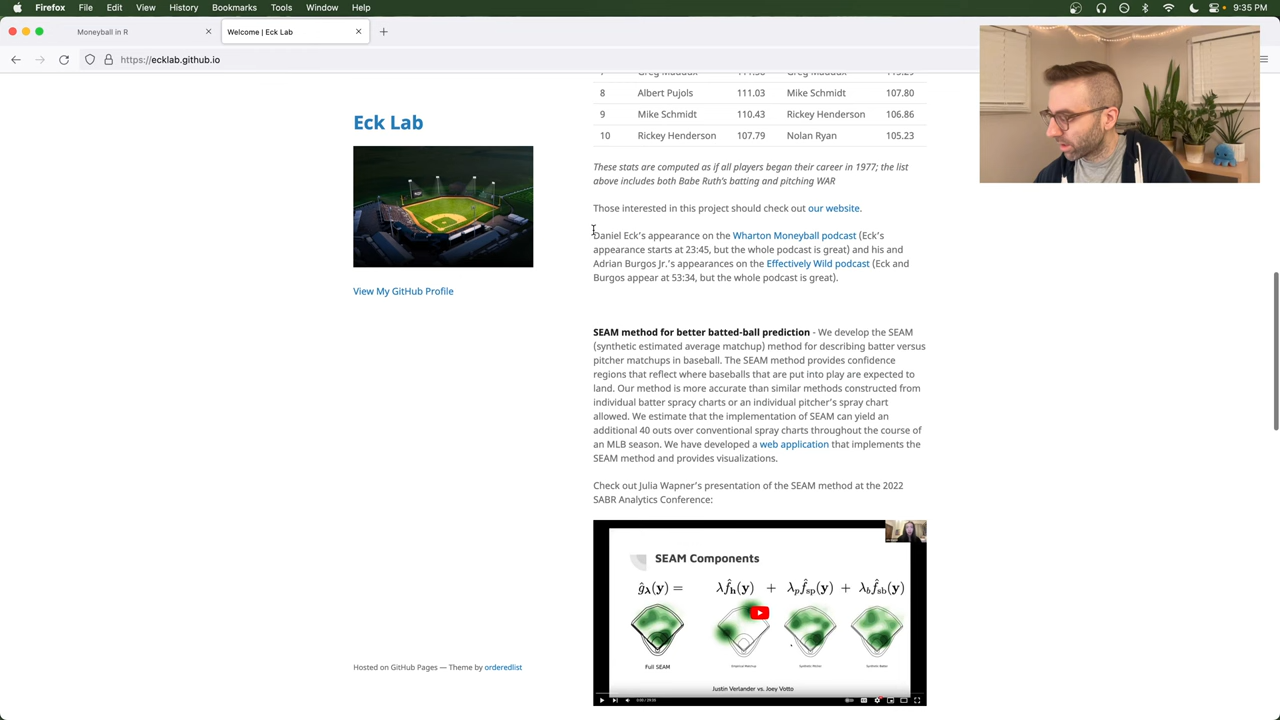 Firefox File Edit View History Bookmarks Tools Window Help 9:35 PM
Moneyball in R
Welcome | Eck Lab
https://ecklab.github.io
Eck Lab
View My GitHub Profile
Hosted on GitHub Pages — Theme by orderedlist
8 Albert Pujols 111.03 Mike Schmidt 107.80
9 Mike Schmidt 110.43 Rickey Henderson 106.86
10 Rickey Henderson 107.79 Nolan Ryan 105.23
These stats are computed as if all players began their career in 1977; the list
above includes both Babe Ruth's batting and pitching WAR
Those interested in this project should check out our website.
Daniel Eck's appearance on the Wharton Moneyball podcast (Eck's
appearance starts at 23:45, but the whole podcast is great) and his and
Adrian Burgos Jr.'s appearances on the Effectively Wild podcast (Eck and
Burgos appear at 53:34, but the whole podcast is great).
SEAM method for better batted-ball prediction - We develop the SEAM
(synthetic estimated average matchup) method for describing batter versus
pitcher matchups in baseball. The SEAM method provides confidence
regions that reflect where baseballs that are put into play are expected to
land. Our method is more accurate than similar methods constructed from
individual batter spracy charts or an individual pitcher's spray chart
allowed. We estimate that the implementation of SEAM can yield an
additional 40 outs over conventional spray charts throughout the course of
an MLB season. We have developed a web application that implements the
SEAM method and provides visualizations.
Check out Julia Wapner's presentation of the SEAM method at the 2022
SABR Analytics Conference:
SEAM Components
ĝλ(y) = λf̂h(y) + λpf̂sp(y) + λbf̂sb(y)
Full SEAM
Justin Verlander vs. Joey Votto